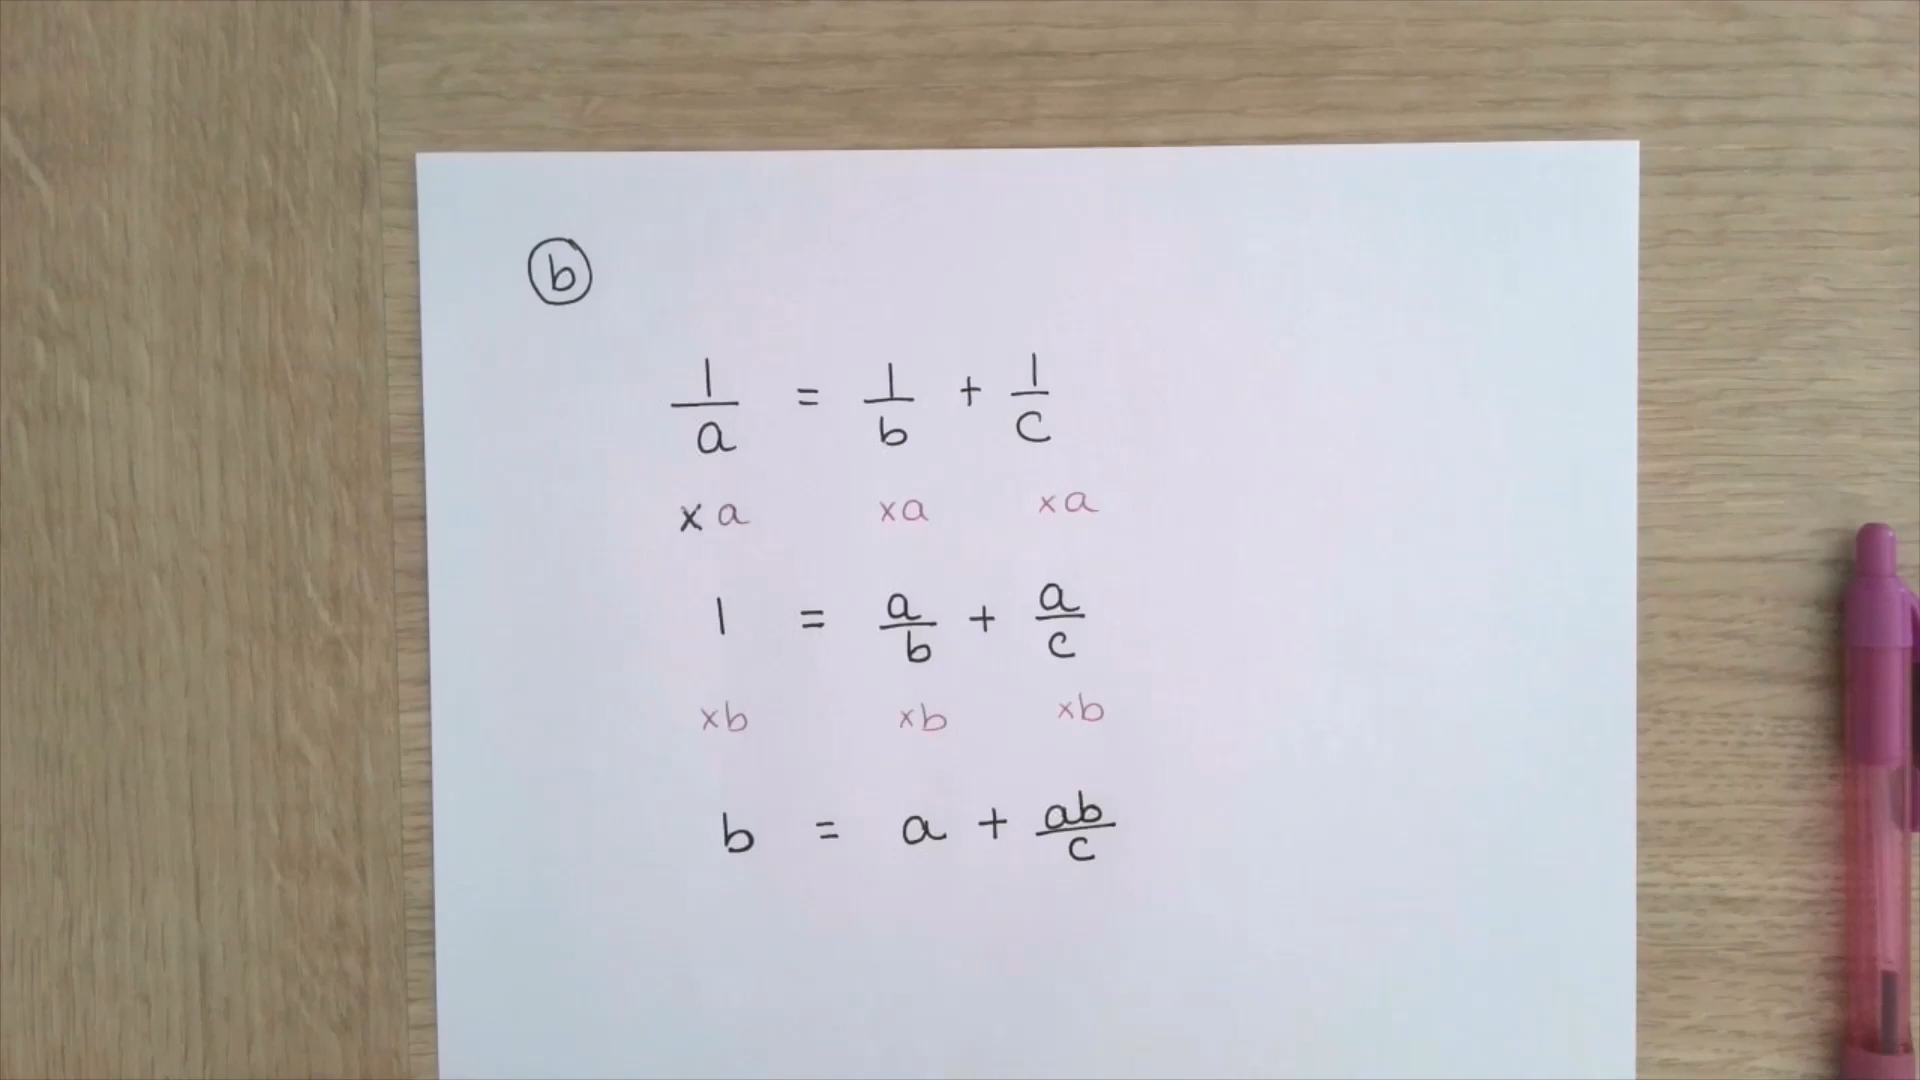 b
1/a = 1/b + 1/c
× a × a × a
1 = a/b + a/c
× b × b × b
b = a + ab/c